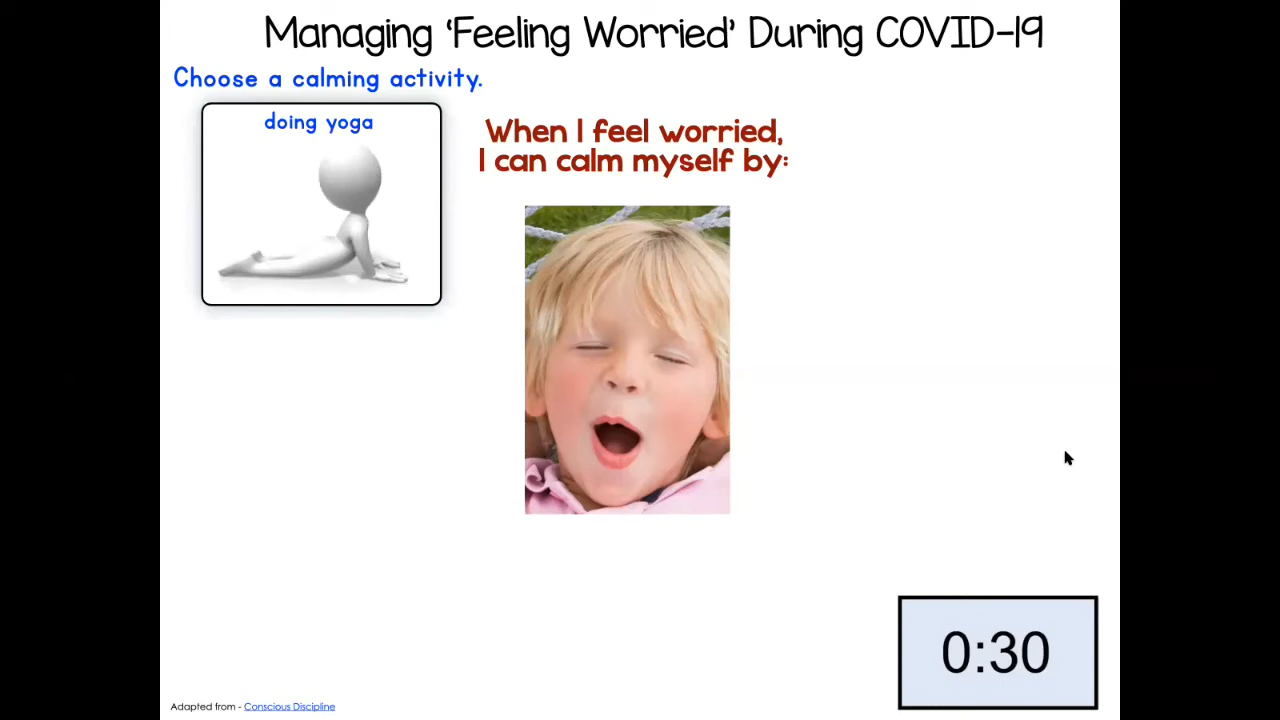 Managing ‘Feeling Worried’ During COVID-19
Choose a calming activity.
doing yoga
When I feel worried,
I can calm myself by:
0:30
Adapted from - Conscious Discipline